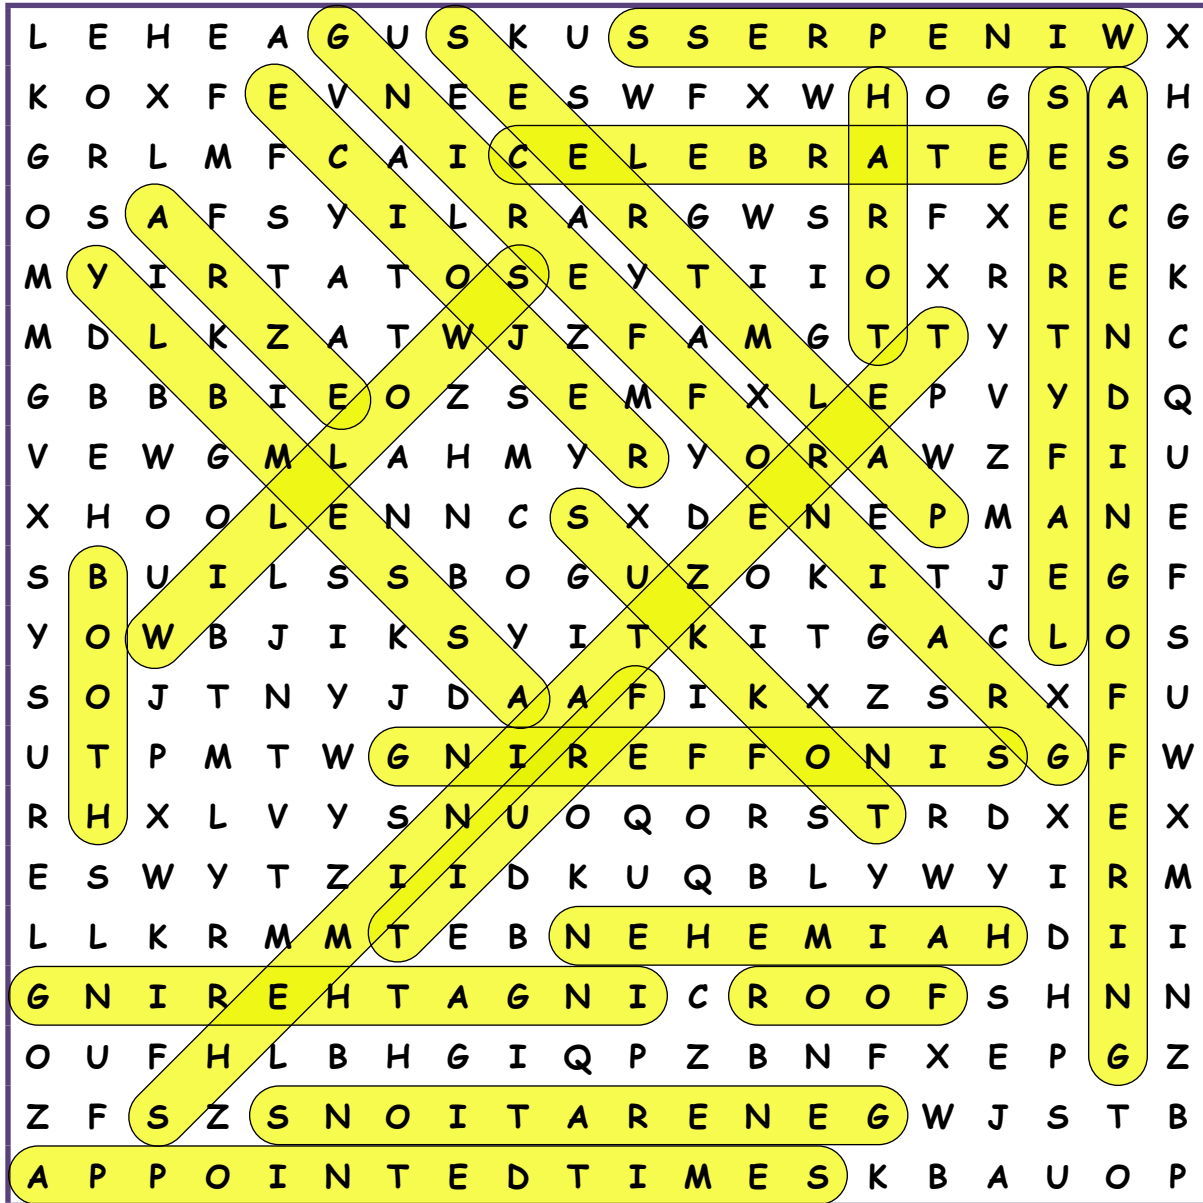 L E H E A G U S K U S S E R P E N I W X
K O X F E V N E E S W F X W H O G S A H
G R L M F C A I C E L E B R A T E E S G
O S A F S Y I L R A R G W S R F X E C G
M Y I R T A T O S E Y T I I O X R R E K
M D L K Z A T W J Z F A M G T T Y T N C
G B B B I E O Z S E M F X L E P V Y D Q
V E W G M L A H M Y R Y O R A W Z F I U
X H O O L E N N C S X D E N E P M A N E
S B U I L S S B O G U Z O K I T J E G F
Y O W B J I K S Y I T K I T G A C L O S
S O J T N Y J D A A F I K X Z S R X F U
U T P M T W G N I R E F F O N I S G F W
R H X L V Y S N U O Q O R S T R D X E X
E S W Y T Z I I D K U Q B L Y W Y I R M
L L K R M M T E B N E H E M I A H D I I
G N I R E H T A G N I C R O O F S H N N
O U F H L B H G I Q P Z B N F X E P G Z
Z F S Z S N O I T A R E N E G W J S T B
A P P O I N T E D T I M E S K B A U O P